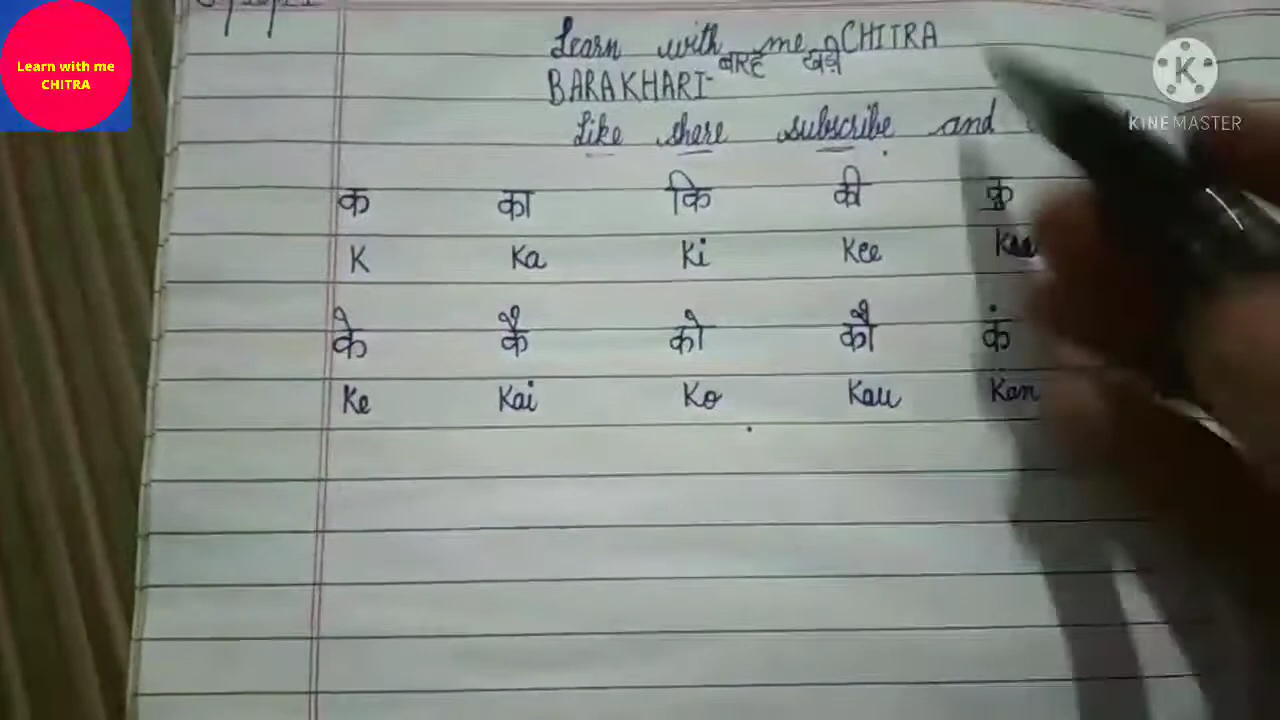 Learn with me
CHITRA
Learn with me CHITRA
बारह खड़ी
BARAKHARI-
Like share subscribe and
KINEMASTER
क का कि की कु
K Ka Ki Kee
के कै को कौ कं
Ke Kai Ko Kau Kan